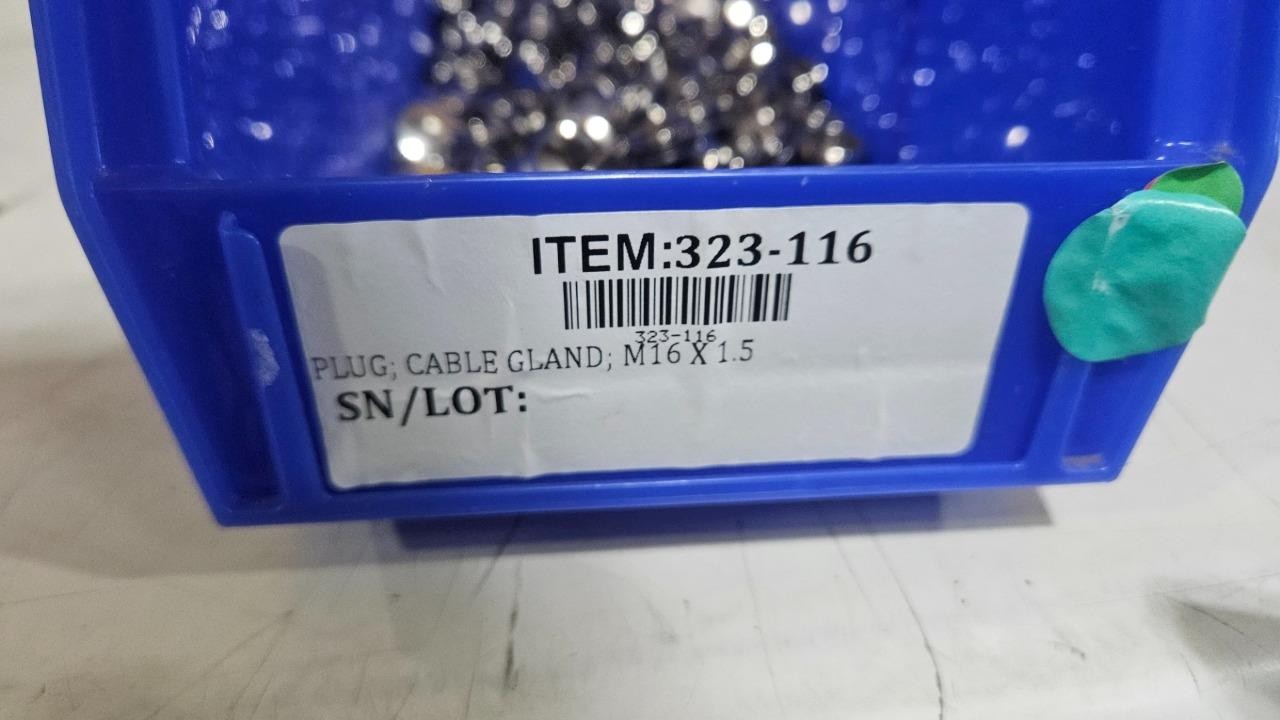 ITEM:323-116
323-116
PLUG; CABLE GLAND; M16 X 1.5
SN/LOT: